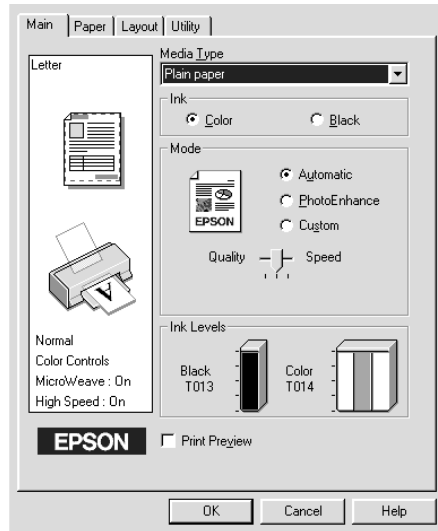 Main Paper Layout Utility
Letter
Media Type
Plain paper
Ink
Color Black
Mode
EPSON
Automatic
PhotoEnhance
Custom
Quality Speed
A
Normal
Color Controls
MicroWeave : On
High Speed : On
Ink Levels
Black
T013
Color
T014
EPSON
Print Preview
OK Cancel Help